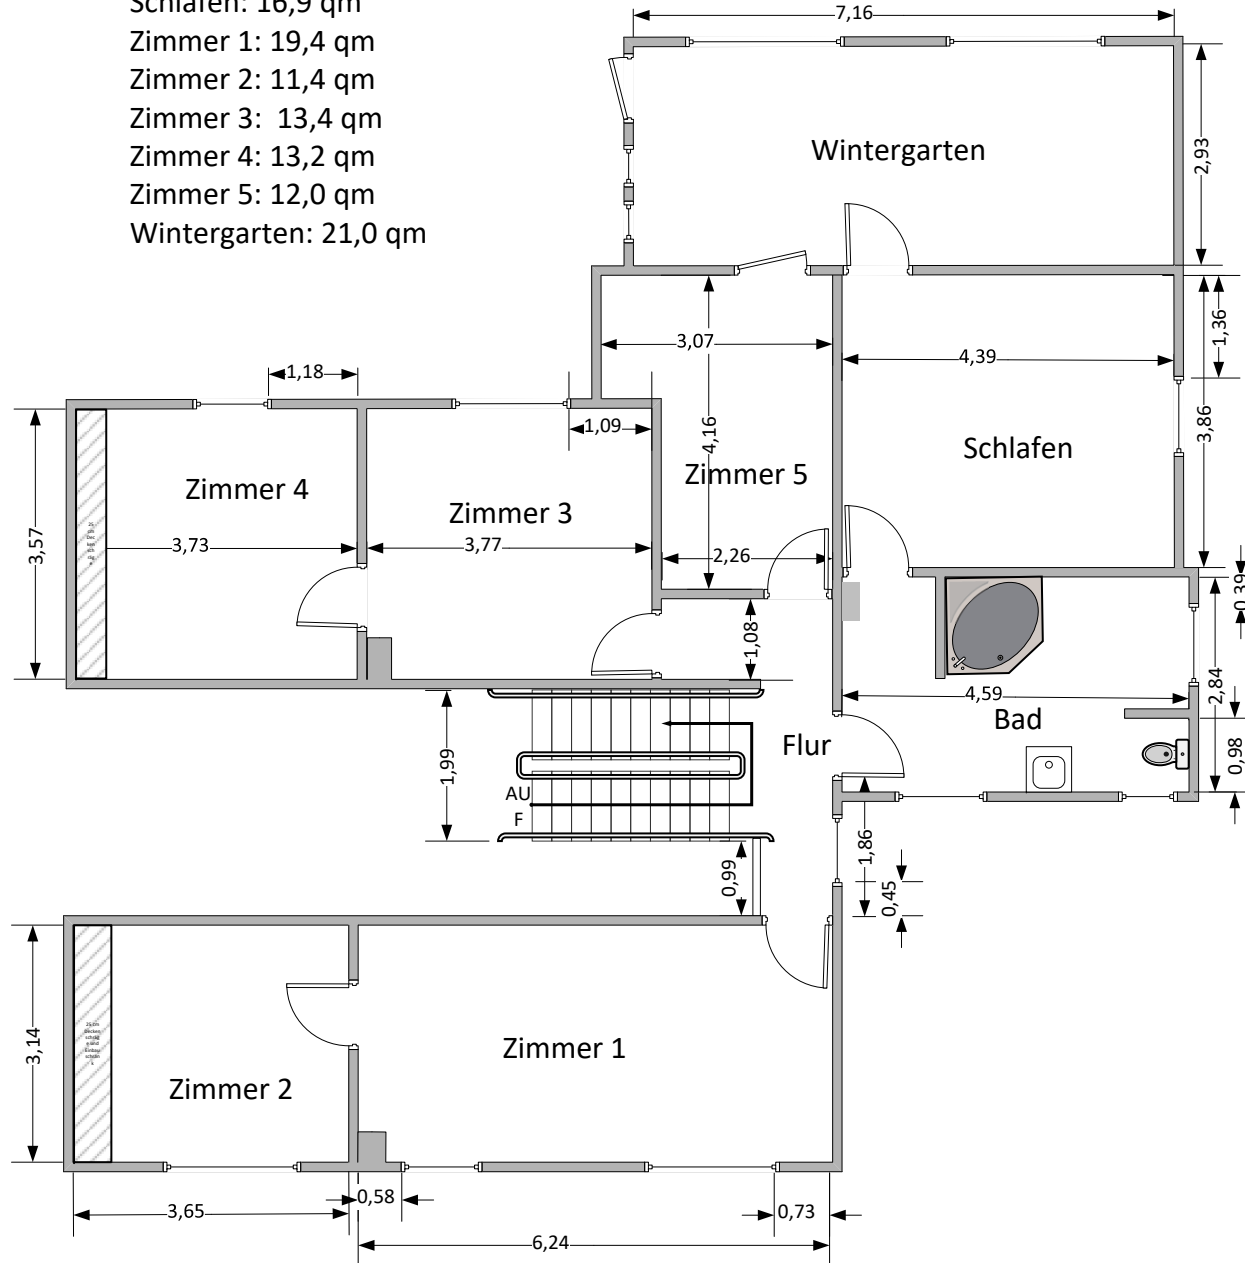 Schlafen: 16,9 qm
Zimmer 1: 19,4 qm
Zimmer 2: 11,4 qm
Zimmer 3:  13,4 qm
Zimmer 4: 13,2 qm
Zimmer 5: 12,0 qm
Wintergarten: 21,0 qm
7,16
Wintergarten
2,93
3,07
4,39
1,36
1,18
1,09
4,16
3,86
Schlafen
Zimmer 5
Zimmer 4
Zimmer 3
3,57
3,73
3,77
2,26
0,39
1,08
4,59
2,84
Bad
Flur
1,99
0,98
AU
F
0,99
1,86
0,45
3,14
Zimmer 1
Zimmer 2
3,65
0,58
0,73
6,24